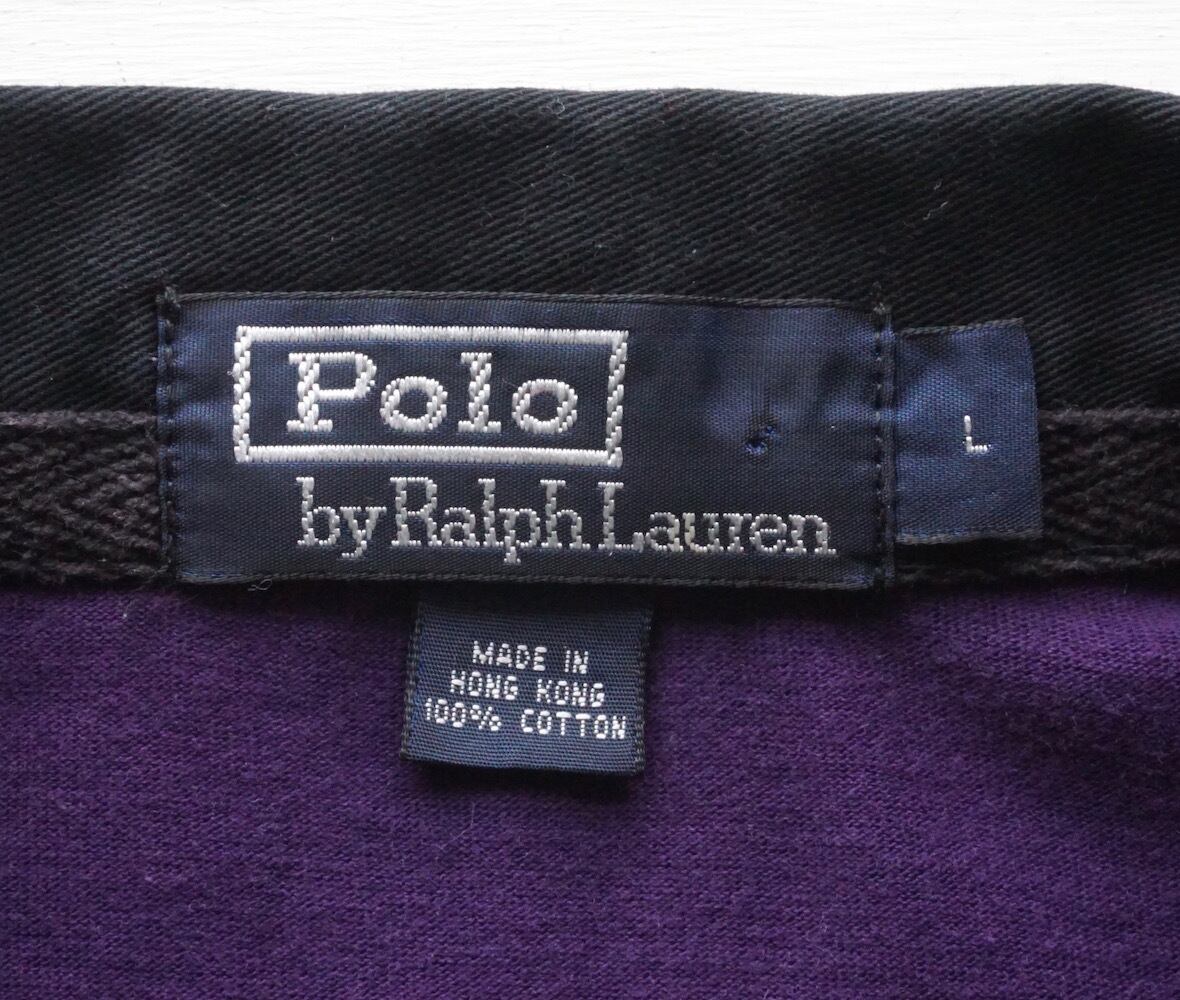 Polo
by Ralph Lauren
L
MADE IN
HONG KONG
100% COTTON